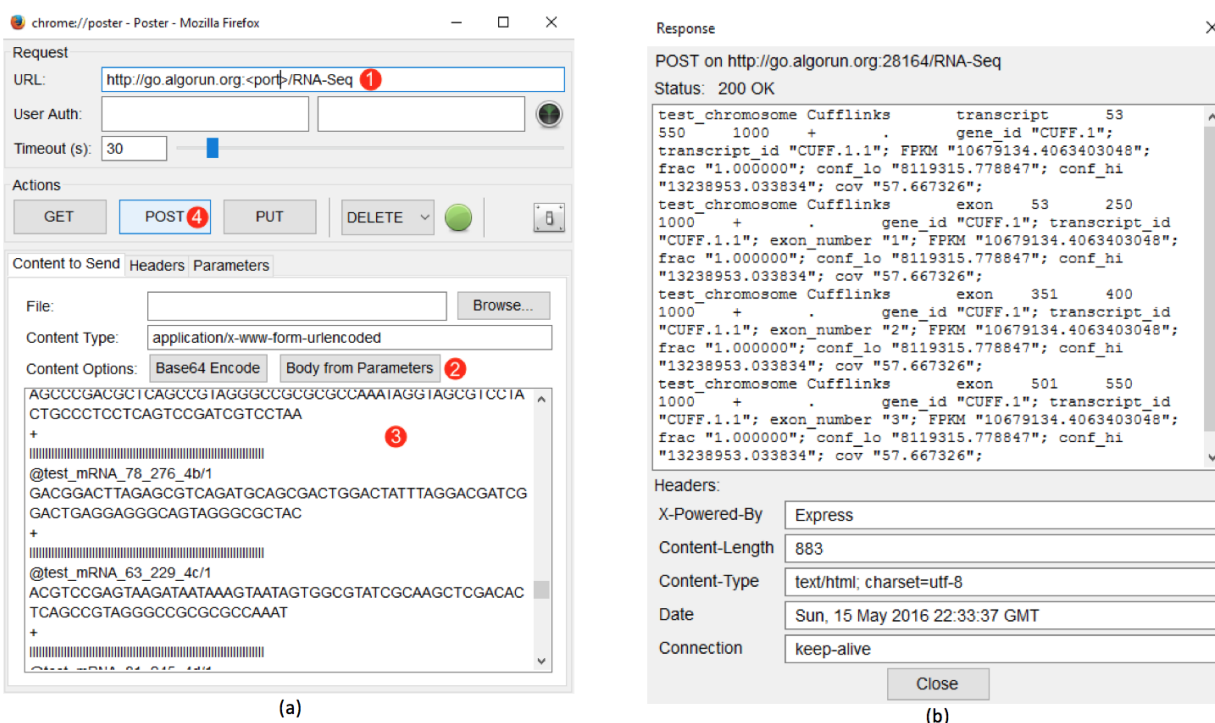 chrome://poster - Poster - Mozilla Firefox
Request
URL: http://go.algorun.org:<port>/RNA-Seq 1
User Auth:
Timeout (s): 30
Actions
GET POST 4 PUT DELETE
Content to Send Headers Parameters
File: Browse...
Content Type: application/x-www-form-urlencoded
Content Options: Base64 Encode Body from Parameters 2
AGCCCGACGCTCAGCCGTAGGGCCGCGCGCCAAATAGGTAGCGTCCTA
CTGCCCTCCTCAGTCCGATCGTCCTAA
+
3
@test_mRNA_78_276_4b/1
GACGGACTTAGAGCGTCAGATGCAGCGACTGGACTATTTAGGACGATCG
GACTGAGGAGGGCAGTAGGGCGCTAC
+
@test_mRNA_63_229_4c/1
ACGTCCGAGTAAGATAATAAAGTAATAGTGGCGTATCGCAAGCTCGACAC
TCAGCCGTAGGGCCGCGCGCCAAAT
+
(a)
Response
POST on http://go.algorun.org:28164/RNA-Seq
Status: 200 OK
test_chromosome Cufflinks transcript 53
550 1000 + . gene_id "CUFF.1";
transcript_id "CUFF.1.1"; FPKM "10679134.4063403048";
frac "1.000000"; conf_lo "8119315.778847"; conf_hi
"13238953.033834"; cov "57.667326";
test_chromosome Cufflinks exon 53 250
1000 + . gene_id "CUFF.1"; transcript_id
"CUFF.1.1"; exon_number "1"; FPKM "10679134.4063403048";
frac "1.000000"; conf_lo "8119315.778847"; conf_hi
"13238953.033834"; cov "57.667326";
test_chromosome Cufflinks exon 351 400
1000 + . gene_id "CUFF.1"; transcript_id
"CUFF.1.1"; exon_number "2"; FPKM "10679134.4063403048";
frac "1.000000"; conf_lo "8119315.778847"; conf_hi
"13238953.033834"; cov "57.667326";
test_chromosome Cufflinks exon 501 550
1000 + . gene_id "CUFF.1"; transcript_id
"CUFF.1.1"; exon_number "3"; FPKM "10679134.4063403048";
frac "1.000000"; conf_lo "8119315.778847"; conf_hi
"13238953.033834"; cov "57.667326";
Headers:
X-Powered-By Express
Content-Length 883
Content-Type text/html; charset=utf-8
Date Sun, 15 May 2016 22:33:37 GMT
Connection keep-alive
Close
(b)